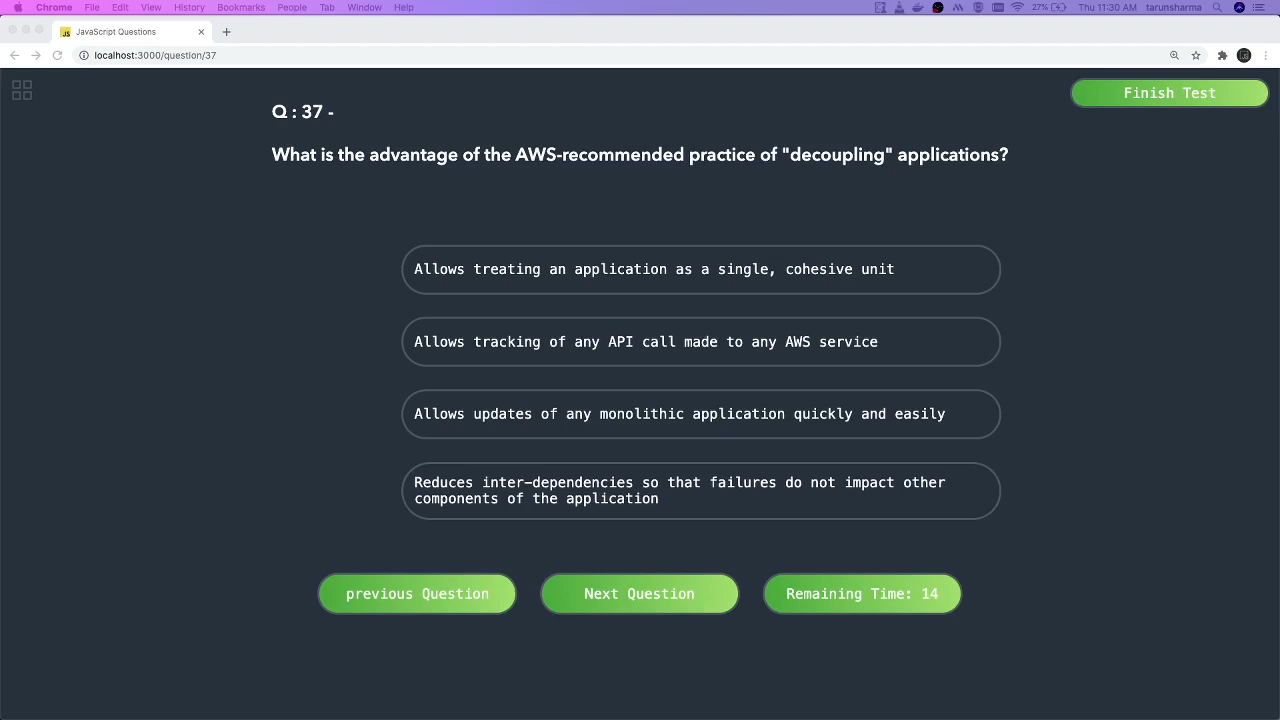 Chrome File Edit View History Bookmarks People Tab Window Help 27% Thu 11:30 AM tarunsharma
JS JavaScript Questions
localhost:3000/question/37
Finish Test
Q : 37 -
What is the advantage of the AWS-recommended practice of "decoupling" applications?
Allows treating an application as a single, cohesive unit
Allows tracking of any API call made to any AWS service
Allows updates of any monolithic application quickly and easily
Reduces inter-dependencies so that failures do not impact other
components of the application
previous Question Next Question Remaining Time: 14